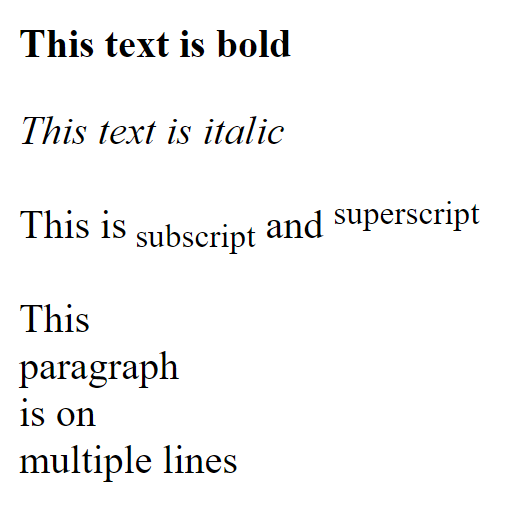 This text is bold
This text is italic
This is subscript and superscript
This
paragraph
is on
multiple lines